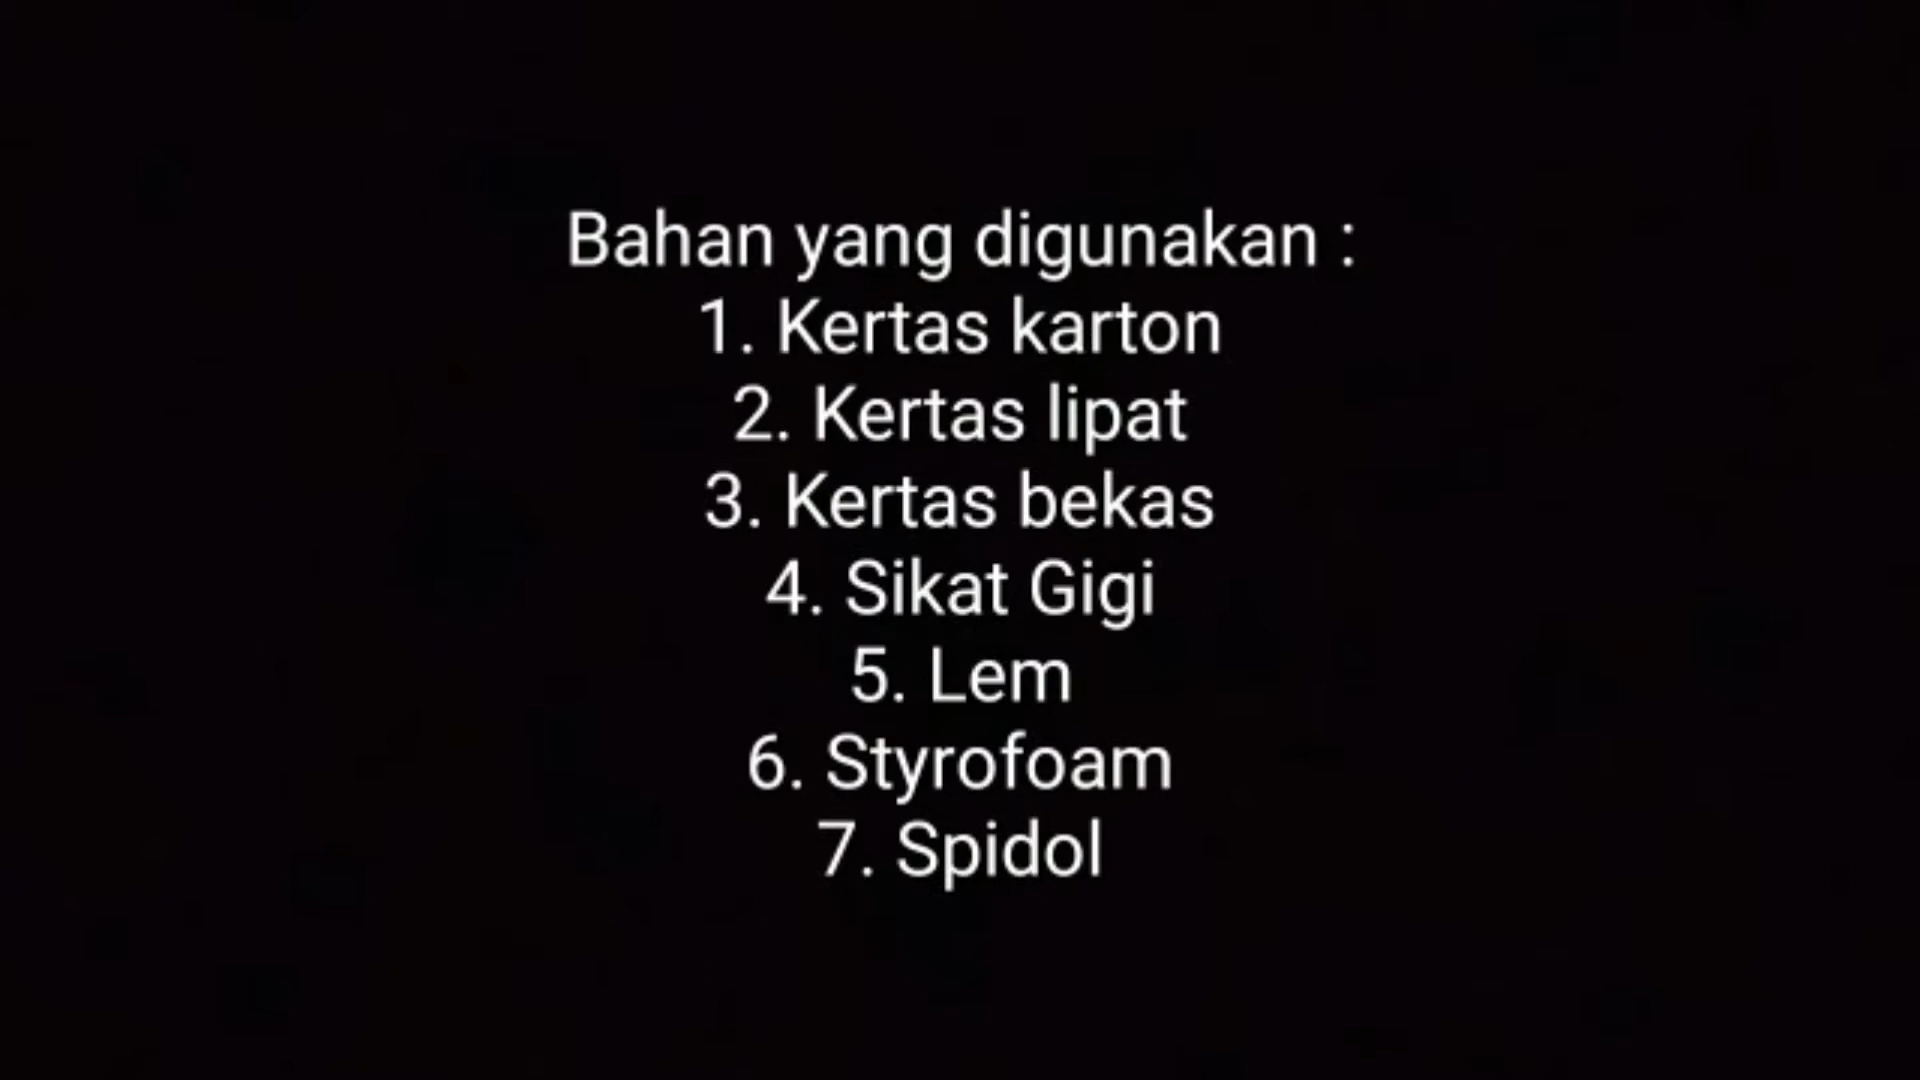 Bahan yang digunakan :
1. Kertas karton
2. Kertas lipat
3. Kertas bekas
4. Sikat Gigi
5. Lem
6. Styrofoam
7. Spidol